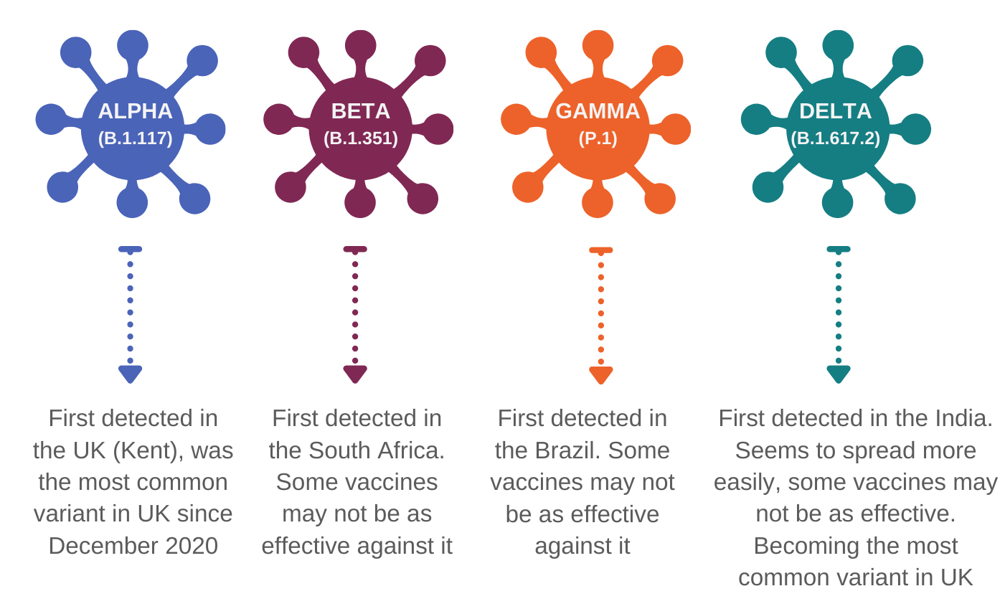 ALPHA
(B.1.117)
First detected in
the UK (Kent), was
the most common
variant in UK since
December 2020
BETA
(B.1.351)
First detected in
the South Africa.
Some vaccines
may not be as
effective against it
GAMMA
(P.1)
First detected in
the Brazil. Some
vaccines may not
be as effective
against it
DELTA
(B.1.617.2)
First detected in the India.
Seems to spread more
easily, some vaccines may
not be as effective.
Becoming the most
common variant in UK